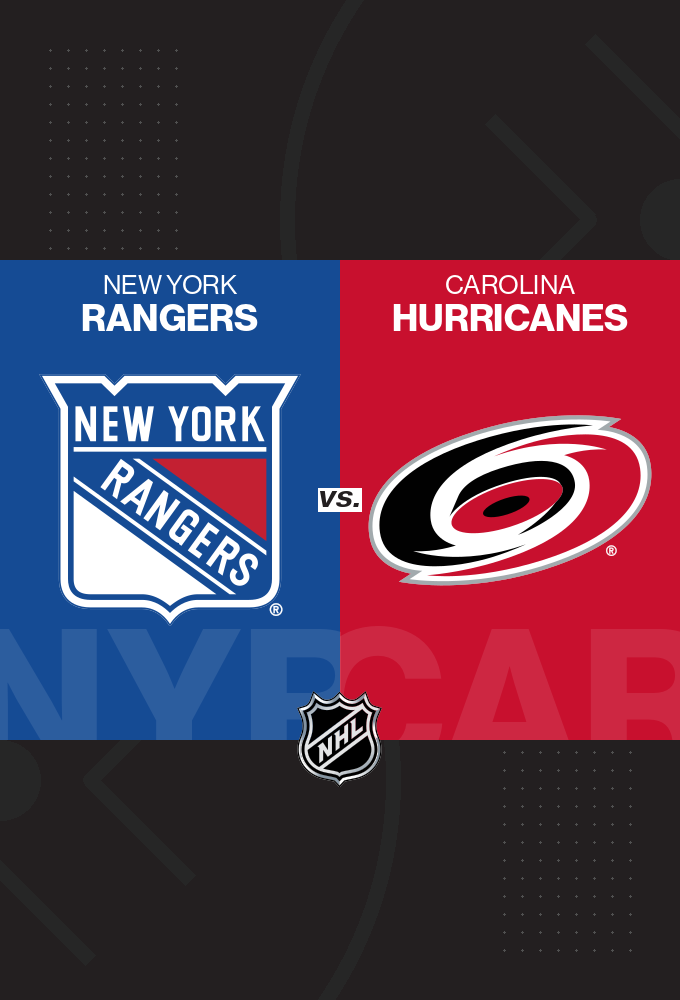 NEW YORK
RANGERS
CAROLINA
HURRICANES
NEW YORK
RANGERS
®
vs.
®
NYR
CAR
NHL